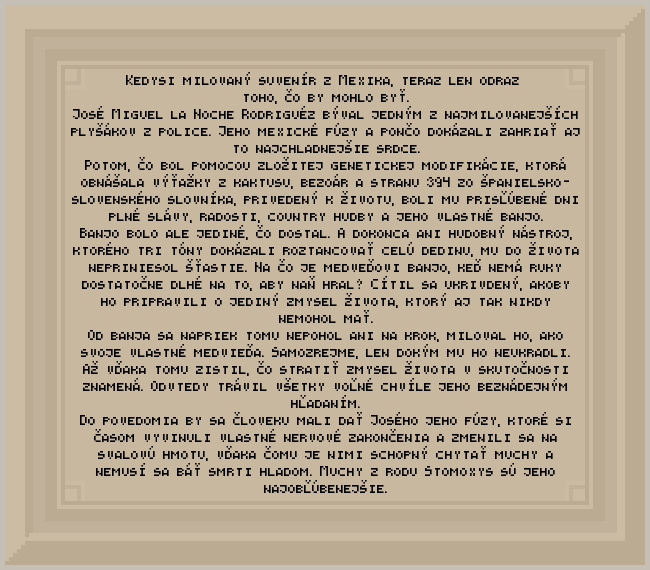 Kedysi milovaný suvenír z Mexika, teraz len odraz
toho, čo by mohlo byť.
José Miguel la Noche Rodriguéz býval jedným z najmilovanejších
plyšákov z police. Jeho mexické fúzy a pončo dokázali zahriať aj
to najchladnejšie srdce.
Potom, čo bol pomocou zložitej genetickej modifikácie, ktorá
obnášala výťažky z kaktusu, bezoár a stranu 394 zo španielsko-
slovenského slovníka, privedený k životu, boli mu prisľúbené dni
plné slávy, radosti, country hudby a jeho vlastné banjo.
Banjo bolo ale jediné, čo dostal. A dokonca ani hudobný nástroj,
ktorého tri tóny dokázali roztancovať celú dedinu, mu do života
nepriniesol šťastie. Na čo je medveďovi banjo, keď nemá ruky
dostatočne dlhé na to, aby naň hral? Cítil sa ukrivdený, akoby
ho pripravili o jediný zmysel života, ktorý aj tak nikdy
nemohol mať.
Od banja sa napriek tomu nepohol ani na krok, miloval ho, ako
svoje vlastné medvieďa. Samozrejme, len dokým mu ho neukradli.
Až vďaka tomu zistil, čo stratiť zmysel života v skutočnosti
znamená. Odvtedy trávil všetky voľné chvíle jeho beznádejným
hľadaním.
Do povedomia by sa človeku mali dať Josého jeho fúzy, ktoré si
časom vyvinuli vlastné nervové zakončenia a zmenili sa na
svalovú hmotu, vďaka čomu je nimi schopný chytať muchy a
nemusí sa báť smrti hladom. Muchy z rodu Stomoxys sú jeho
najobľúbenejšie.